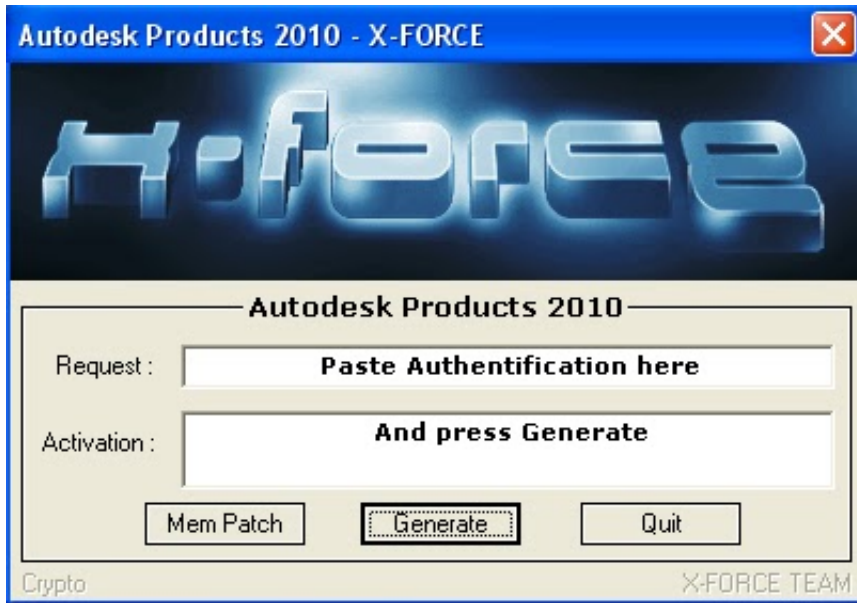 Autodesk Products 2010 - X-FORCE
x-force
Autodesk Products 2010
Request :
Paste Authentification here
Activation :
And press Generate
Mem Patch
Generate
Quit
Crypto
X-FORCE TEAM